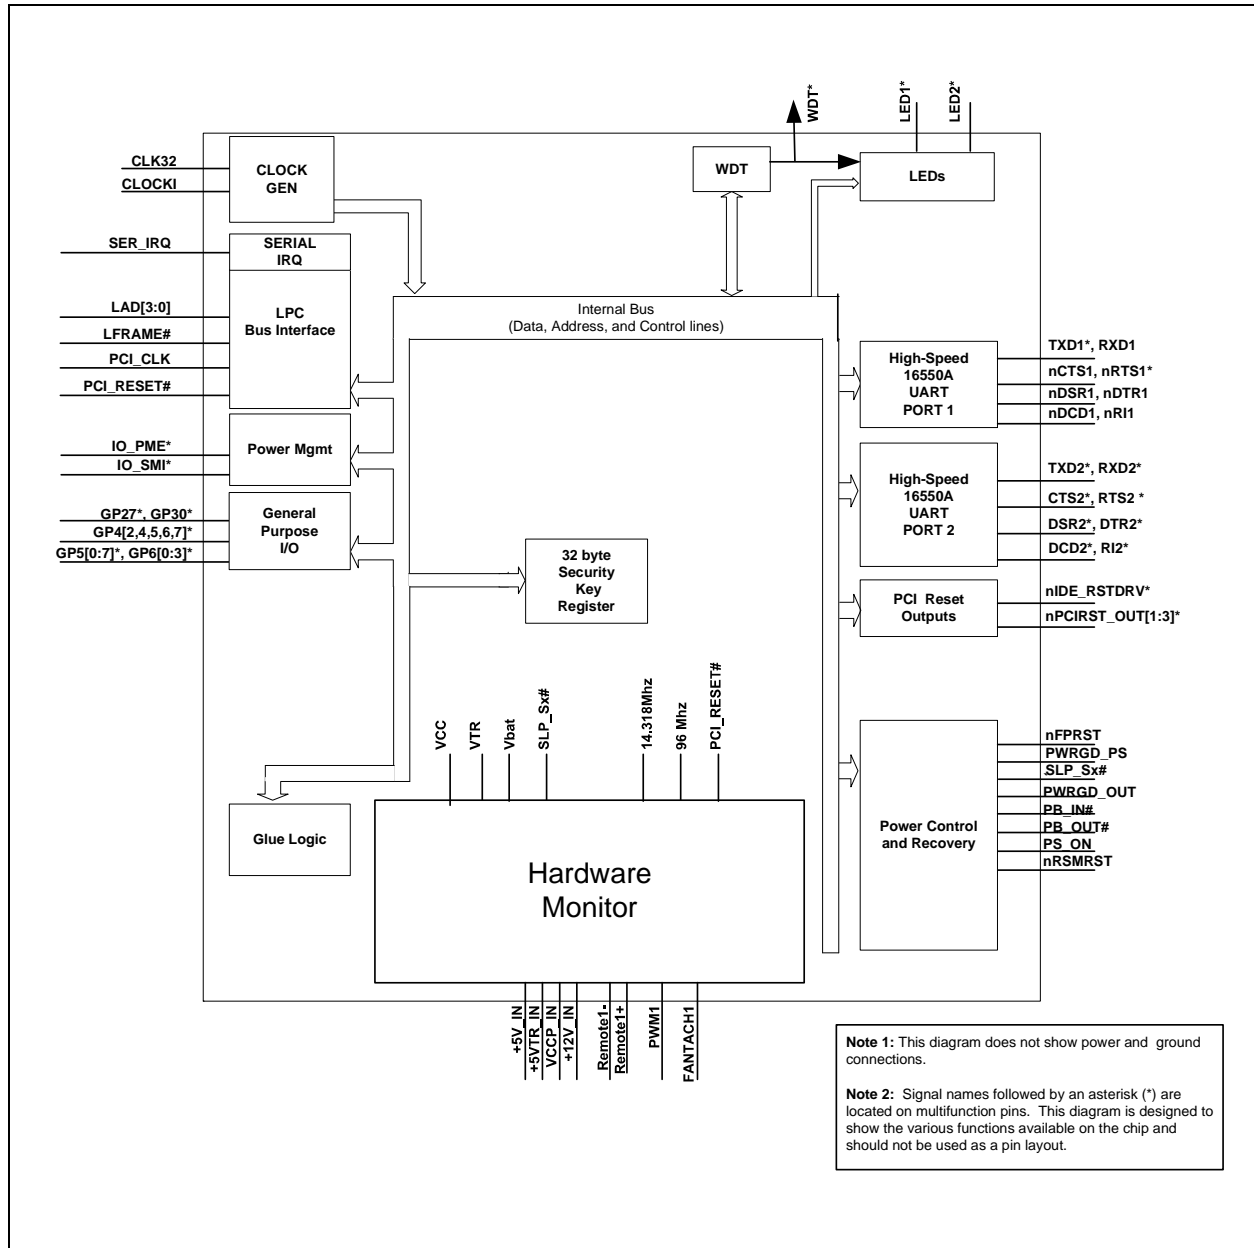 WDT*
LED1*
LED2*
CLK32
CLOCKI
CLOCK
GEN
WDT
LEDs
SER_IRQ
SERIAL
IRQ
LAD[3:0]
LFRAME#
PCI_CLK
PCI_RESET#
LPC
Bus Interface
Internal Bus
(Data, Address, and Control lines)
High-Speed
16550A
UART
PORT 1
TXD1*, RXD1
nCTS1, nRTS1*
nDSR1, nDTR1
nDCD1, nRI1
IO_PME*
IO_SMI*
Power Mgmt
High-Speed
16550A
UART
PORT 2
TXD2*, RXD2*
CTS2*, RTS2 *
DSR2*, DTR2*
DCD2*, RI2*
GP27*, GP30*
GP4[2,4,5,6,7]*
GP5[0:7]*, GP6[0:3]*
General
Purpose
I/O
32 byte
Security
Key
Register
PCI Reset
Outputs
nIDE_RSTDRV*
nPCIRST_OUT[1:3]*
VCC
VTR
Vbat
SLP_Sx#
14.318Mhz
96 Mhz
PCI_RESET#
Glue Logic
Hardware
Monitor
Power Control
and Recovery
nFPRST
PWRGD_PS
SLP_Sx#
PWRGD_OUT
PB_IN#
PB_OUT#
PS_ON
nRSMRST
+5V_IN
+5VTR_IN
VCCP_IN
+12V_IN
Remote1-
Remote1+
PWM1
FANTACH1
Note 1: This diagram does not show power and ground
connections.
Note 2: Signal names followed by an asterisk (*) are
located on multifunction pins. This diagram is designed to
show the various functions available on the chip and
should not be used as a pin layout.